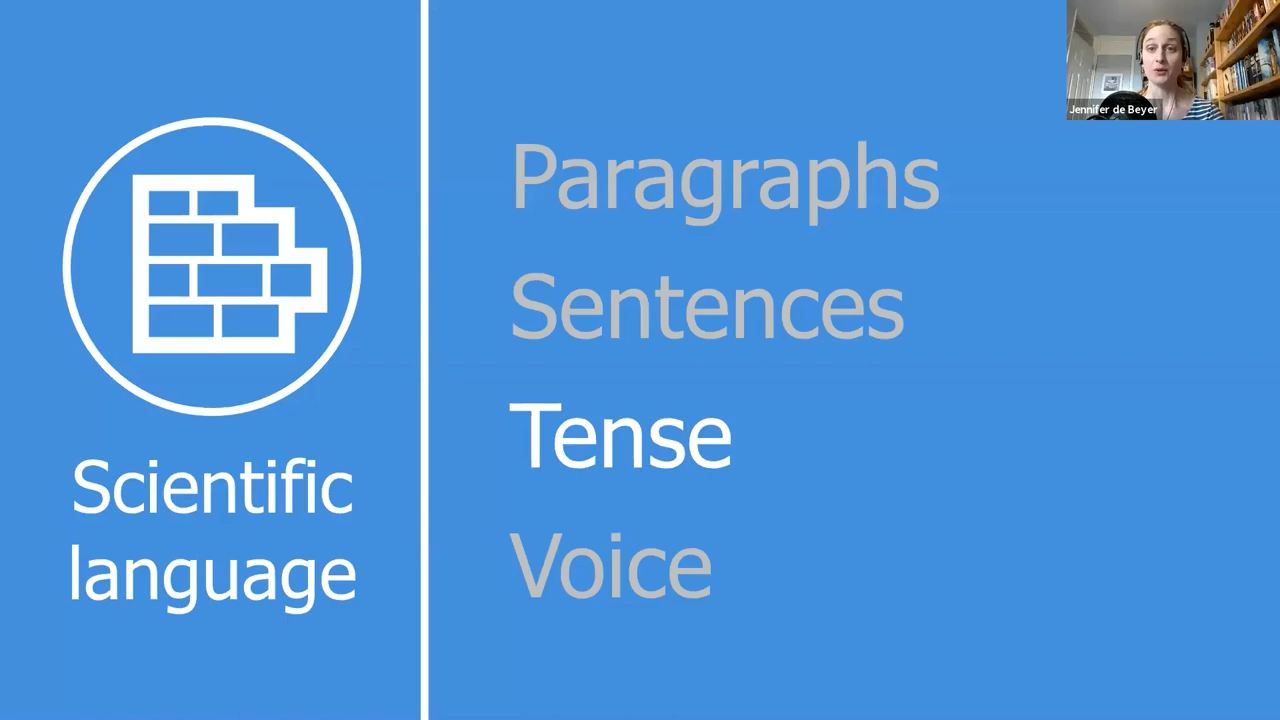 Jennifer de Beyer
Scientific
language
Paragraphs
Sentences
Tense
Voice